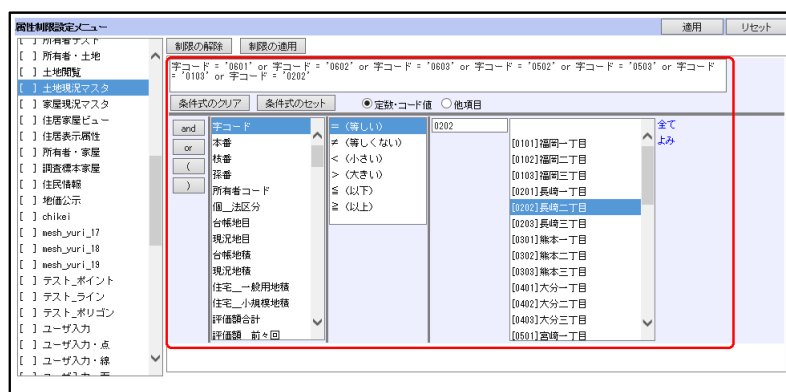 属性制限設定メニュー
適用
リセット
[ ] 所有者テスト
[ ] 所有者・土地
[ ] 土地閲覧
[ ] 土地現況マスタ
[ ] 家屋現況マスタ
[ ] 住居家屋ビュー
[ ] 住居表示属性
[ ] 所有者・家屋
[ ] 調査標本家屋
[ ] 住民情報
[ ] 地価公示
[ ] chikei
[ ] mesh_yuri_17
[ ] mesh_yuri_18
[ ] mesh_yuri_19
[ ] テスト_ポイント
[ ] テスト_ライン
[ ] テスト_ポリゴン
[ ] ユーザ入力
[ ] ユーザ入力・点
[ ] ユーザ入力・線
制限の解除
制限の適用
字コード = '0601' or 字コード = '0602' or 字コード = '0603' or 字コード = '0502' or 字コード = '0503' or 字コード
= '0103' or 字コード = '0202'
条件式のクリア
条件式のセット
定数・コード値
他項目
and
or
(
)
字コード
本番
枝番
孫番
所有者コード
個__法区分
台帳地目
現況地目
台帳地積
現況地積
住宅__一般用地積
住宅__小規模地積
評価額合計
評価額__前々回
= (等しい)
≠ (等しくない)
< (小さい)
> (大きい)
≦ (以下)
≧ (以上)
0202
[0101]福岡一丁目
[0102]福岡二丁目
[0103]福岡三丁目
[0201]長崎一丁目
[0202]長崎二丁目
[0203]長崎三丁目
[0301]熊本一丁目
[0302]熊本二丁目
[0303]熊本三丁目
[0401]大分一丁目
[0402]大分二丁目
[0403]大分三丁目
[0501]宮崎一丁目
全て
よみ